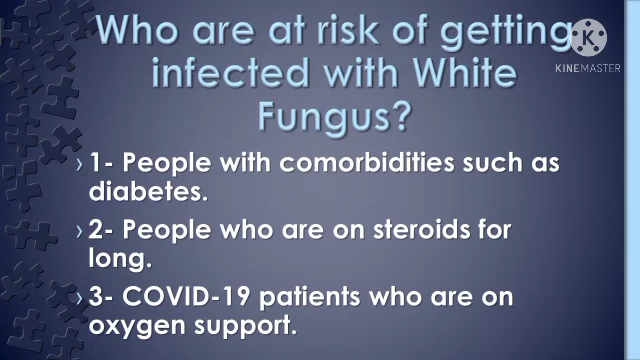 Who are at risk of getting
infected with White
Fungus?
K
KINEMASTER
› 1- People with comorbidities such as
diabetes.
› 2- People who are on steroids for
long.
› 3- COVID-19 patients who are on
oxygen support.